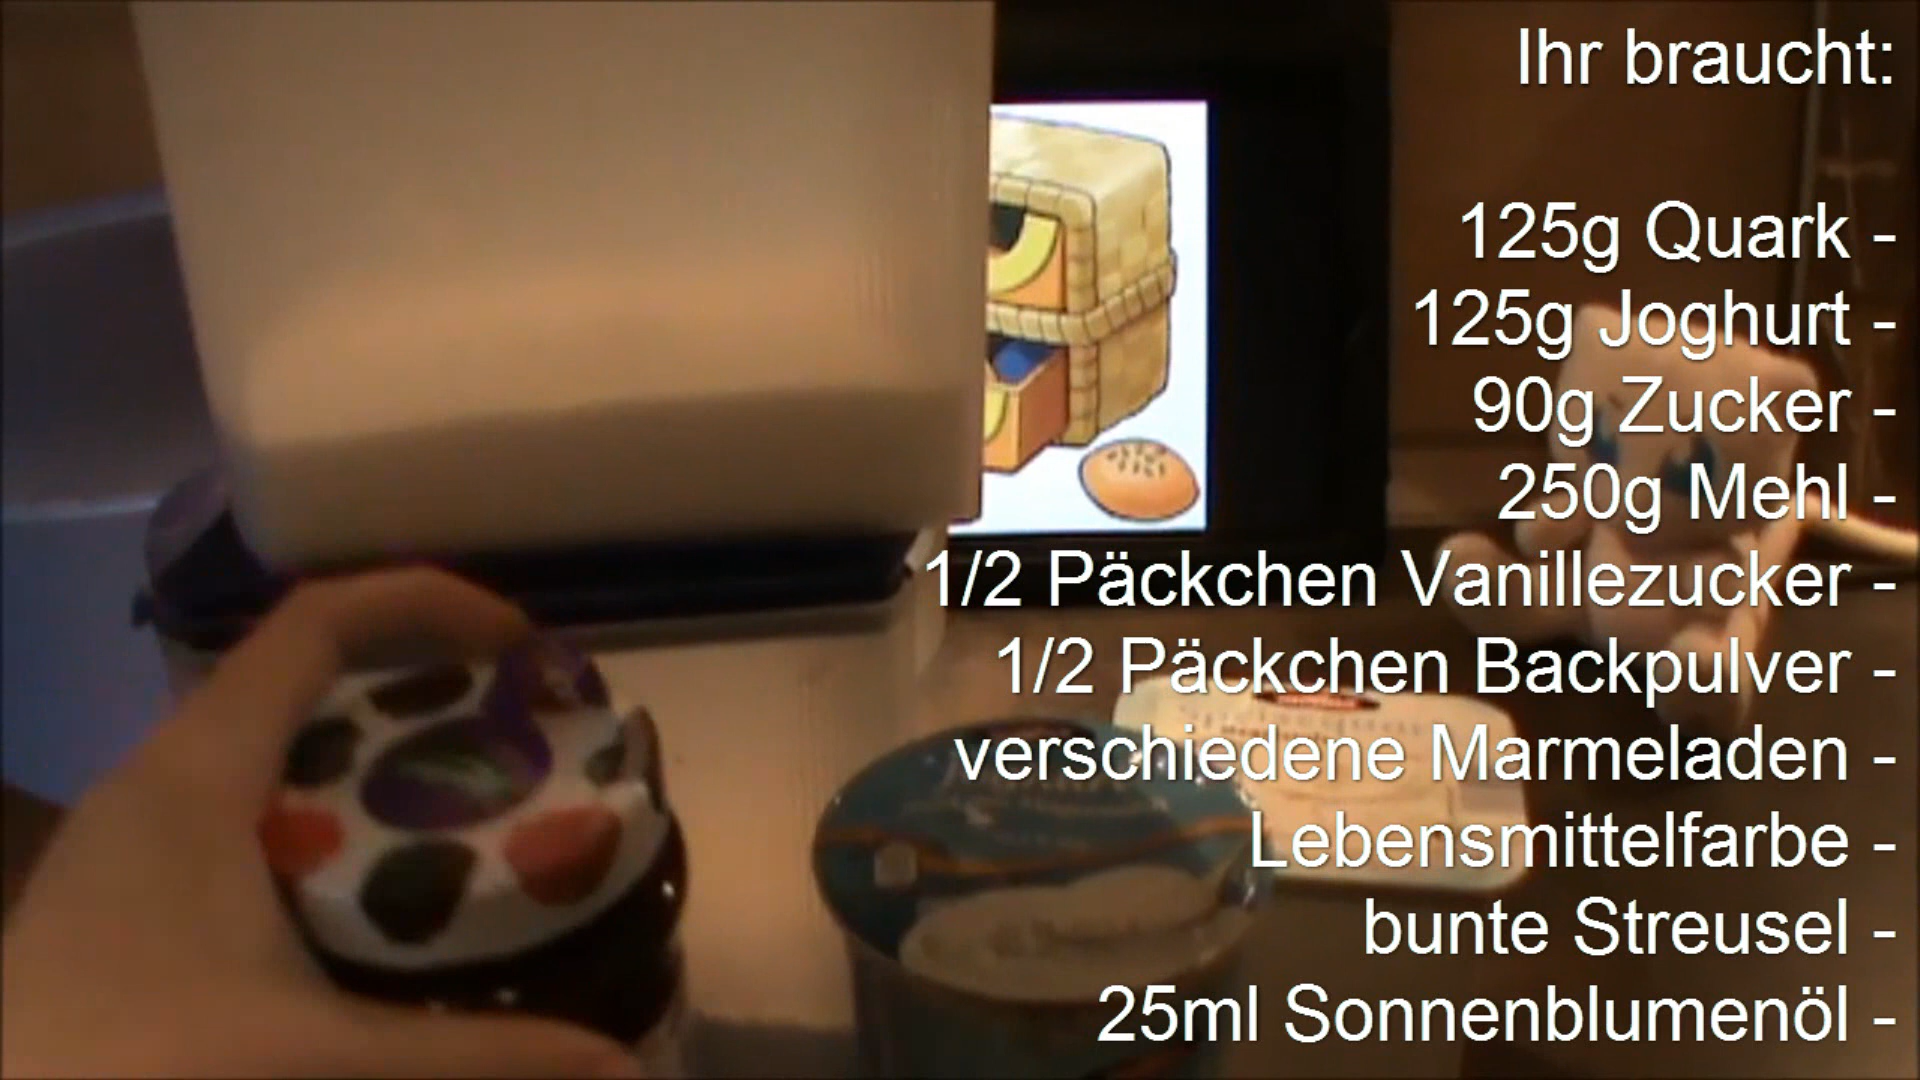 Ihr braucht:
125g Quark -
125g Joghurt -
90g Zucker -
250g Mehl -
1/2 Päckchen Vanillezucker -
1/2 Päckchen Backpulver -
verschiedene Marmeladen -
Lebensmittelfarbe -
bunte Streusel -
25ml Sonnenblumenöl -